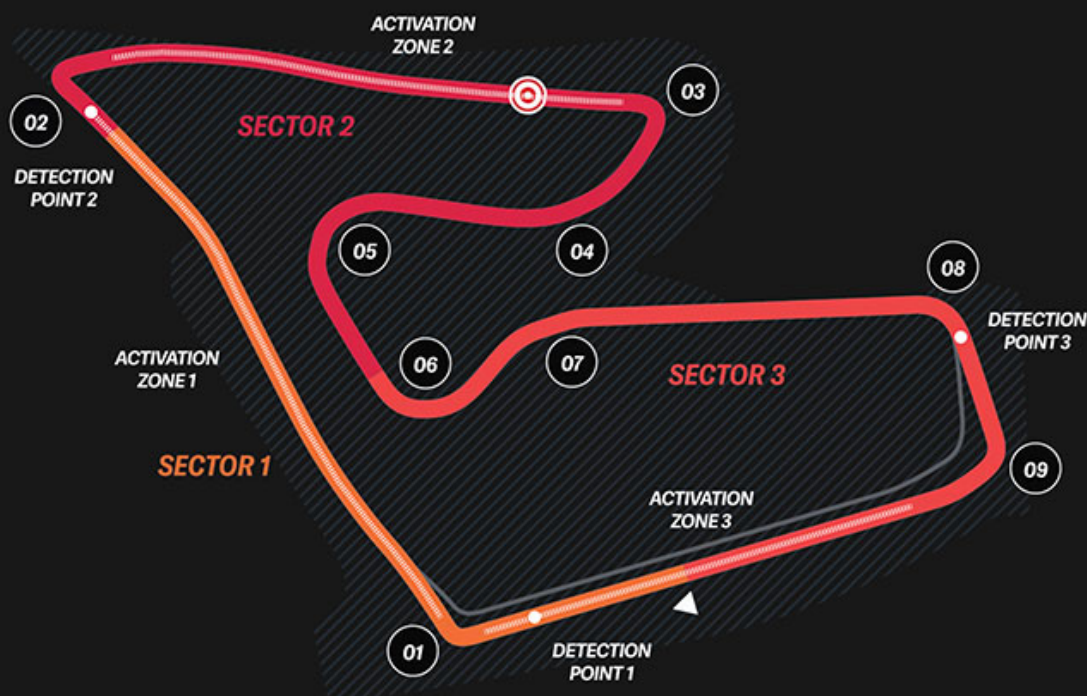 ACTIVATION
ZONE 2
03
02
SECTOR 2
DETECTION
POINT 2
05
04
08
DETECTION
POINT 3
ACTIVATION
ZONE 1
06
07
SECTOR 3
SECTOR 1
09
ACTIVATION
ZONE 3
01
DETECTION
POINT 1